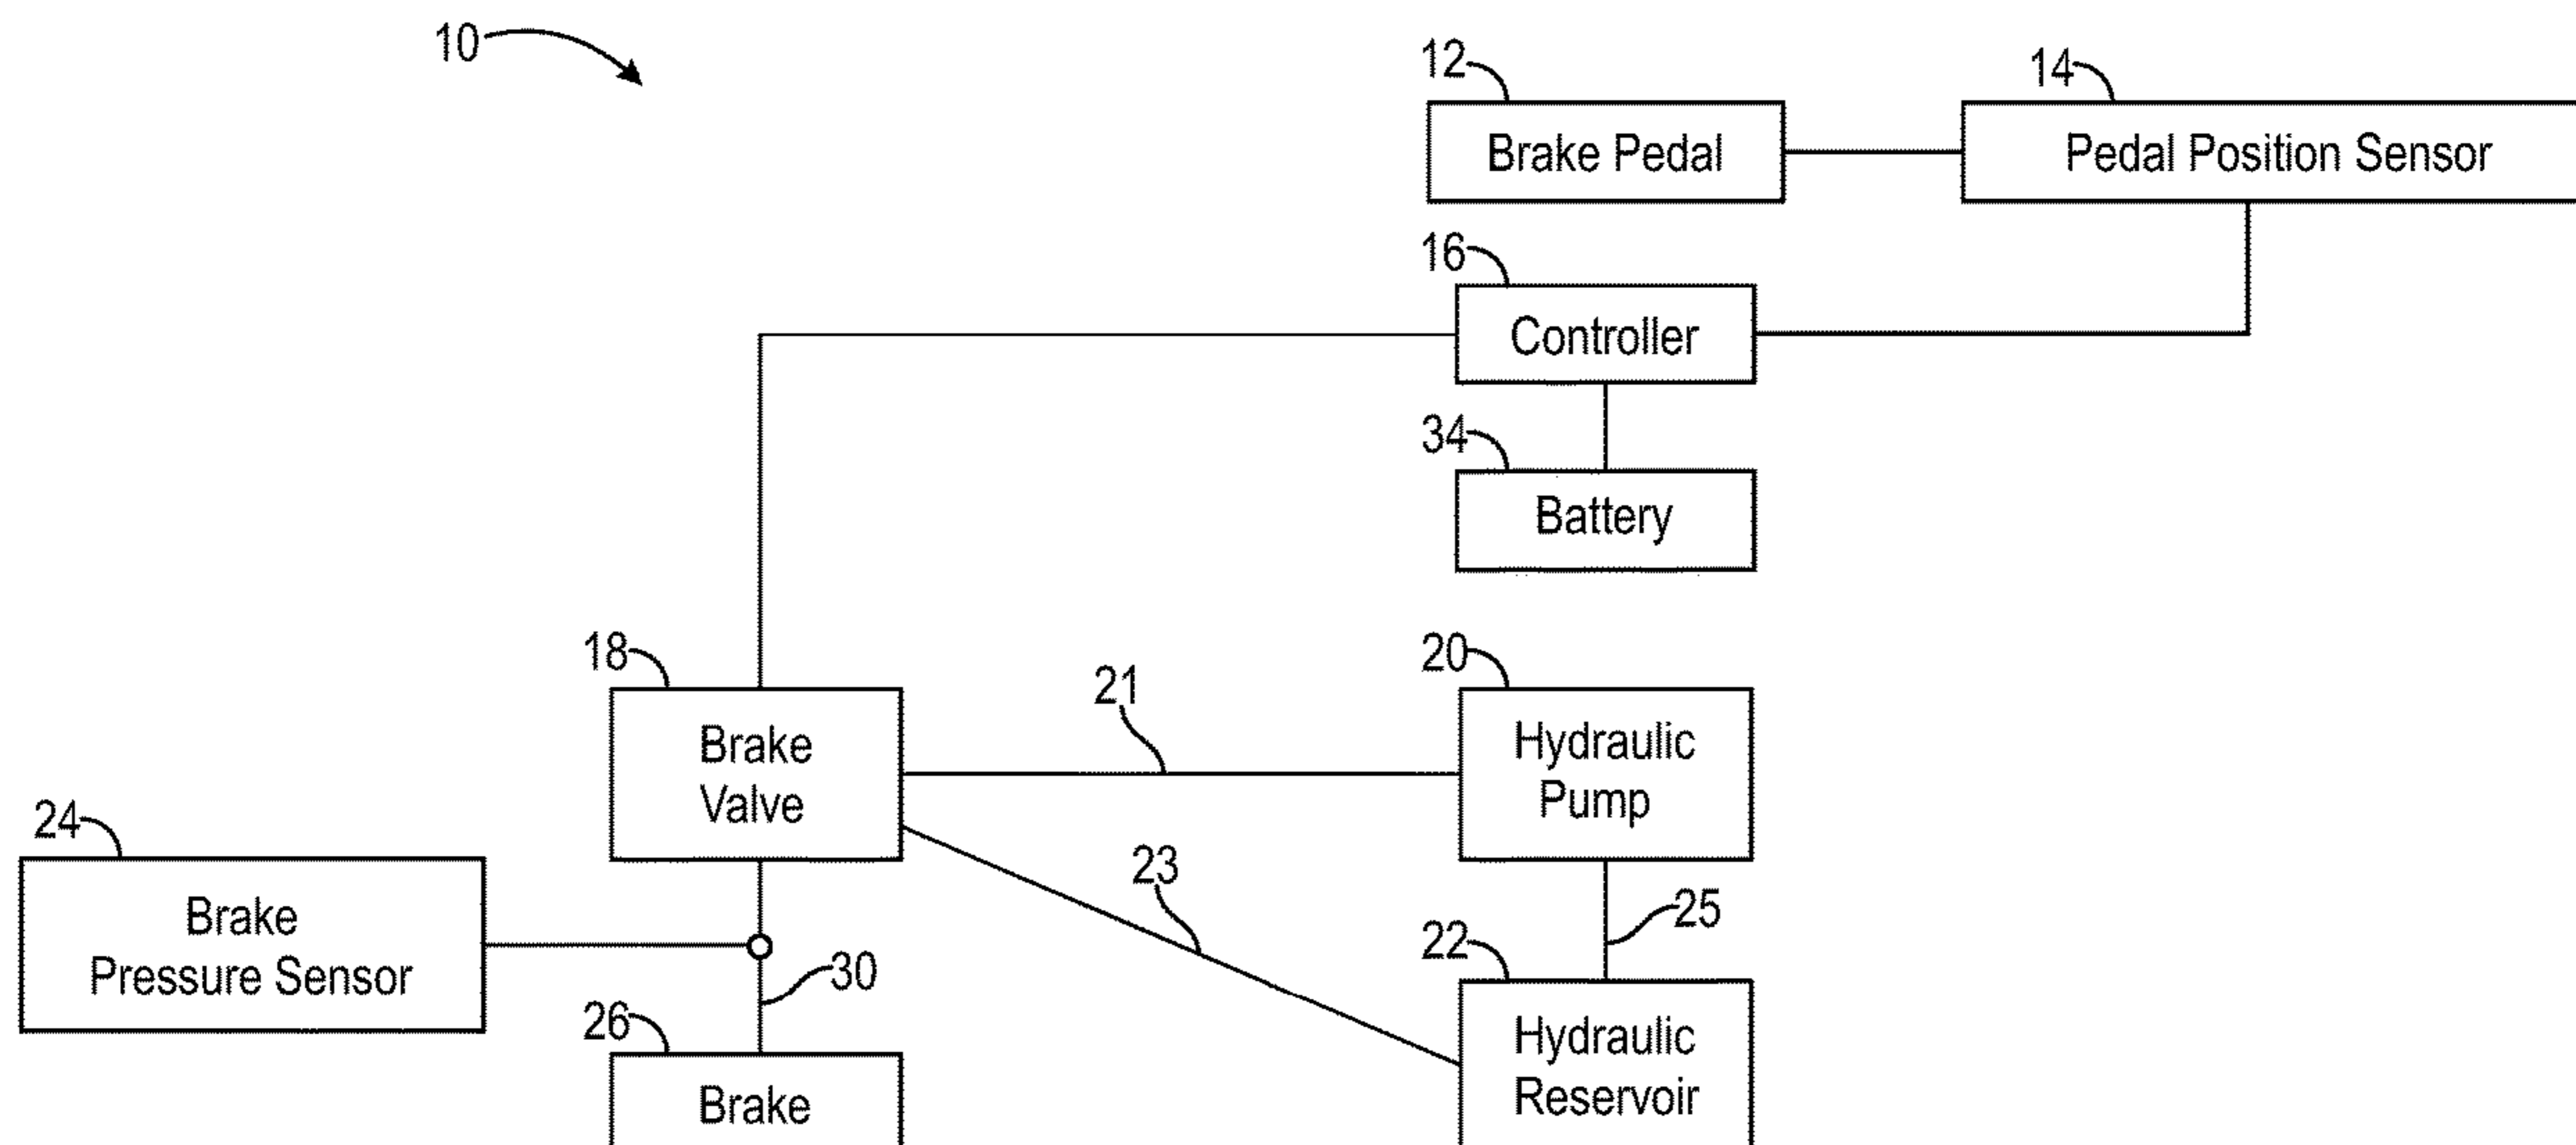 10
12
14
Brake Pedal
Pedal Position Sensor
16
Controller
34
Battery
18
21
20
Brake
Valve
Hydraulic
Pump
24
23
Brake
Pressure Sensor
25
22
30
26
Brake
Hydraulic
Reservoir